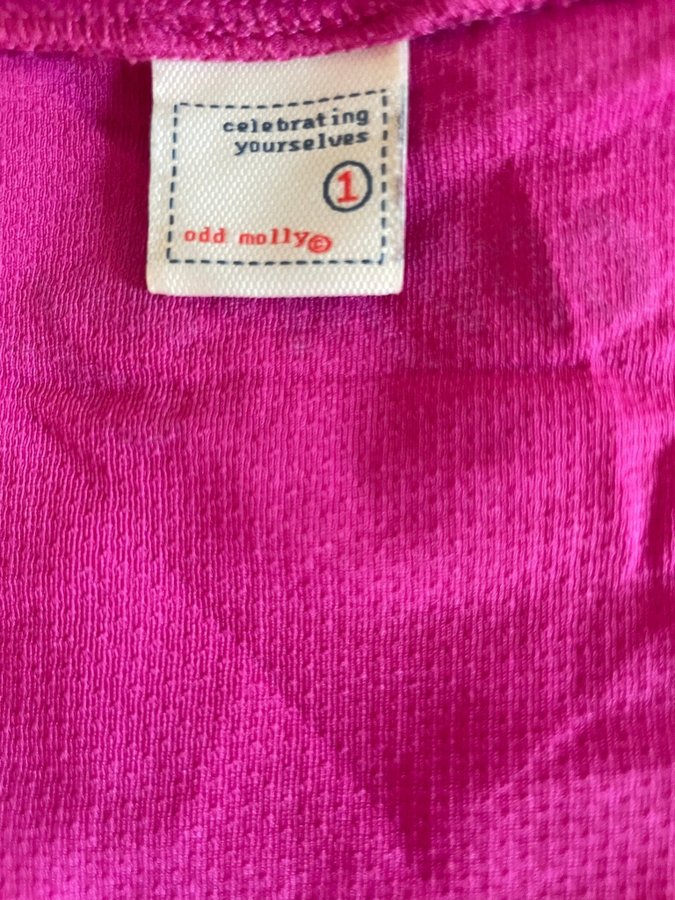 celebrating
yourselves
1
odd molly©